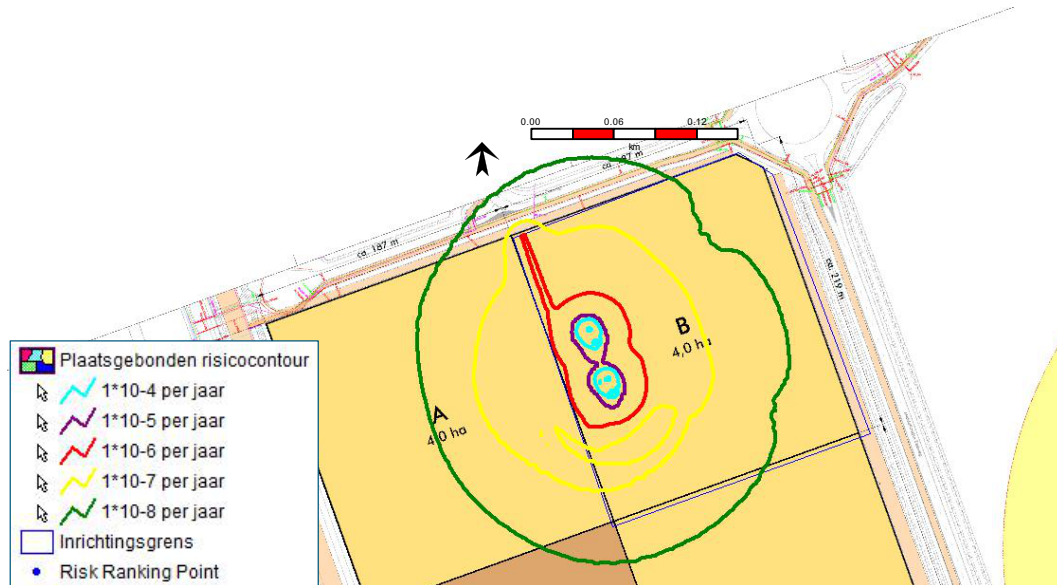 0.00 0.06 0.12
km
ca. 187 m
ca. 219 m
B
4,0 ha
A
4,0 ha
Plaatsgebonden risicocontour
1*10-4 per jaar
1*10-5 per jaar
1*10-6 per jaar
1*10-7 per jaar
1*10-8 per jaar
Inrichtingsgrens
Risk Ranking Point